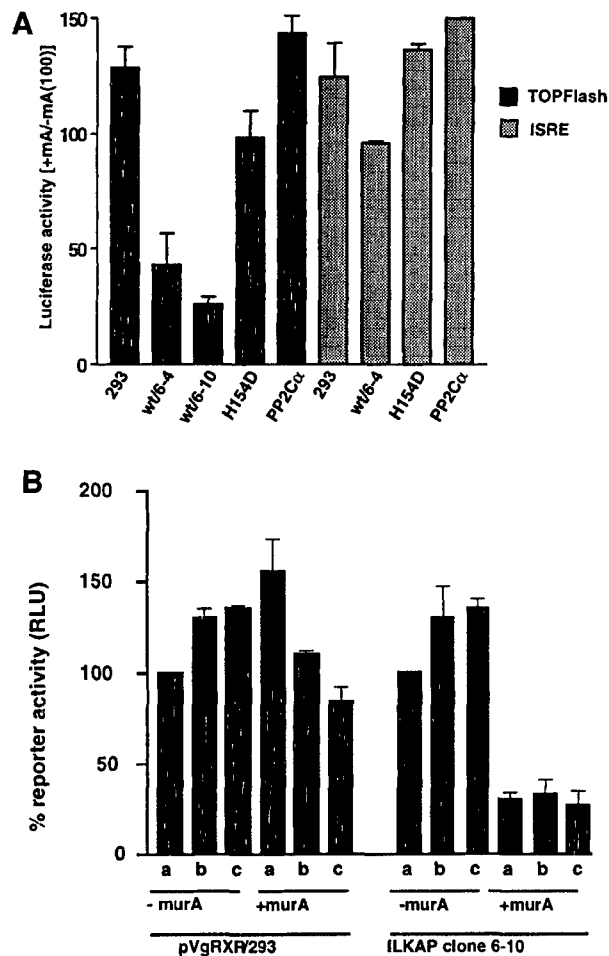 A
Luciferase activity [+mA/-mA(100)]
150
100
50
0
293
wt/6-4
wt/6-10
H154D
PP2Cα
293
wt/6-4
H154D
PP2Cα
TOPFlash
ISRE
B
% reporter activity (RLU)
200
150
100
50
0
a b c a b c a b c a b c
- murA +murA -murA +murA
pVgRXR/293 ILKAP clone 6-10